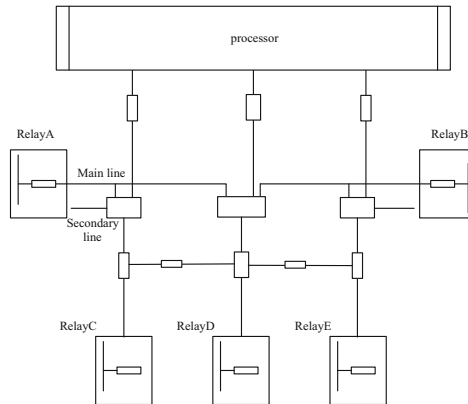 processor
RelayA
RelayB
Main line
Secondary
line
RelayC
RelayD
RelayE